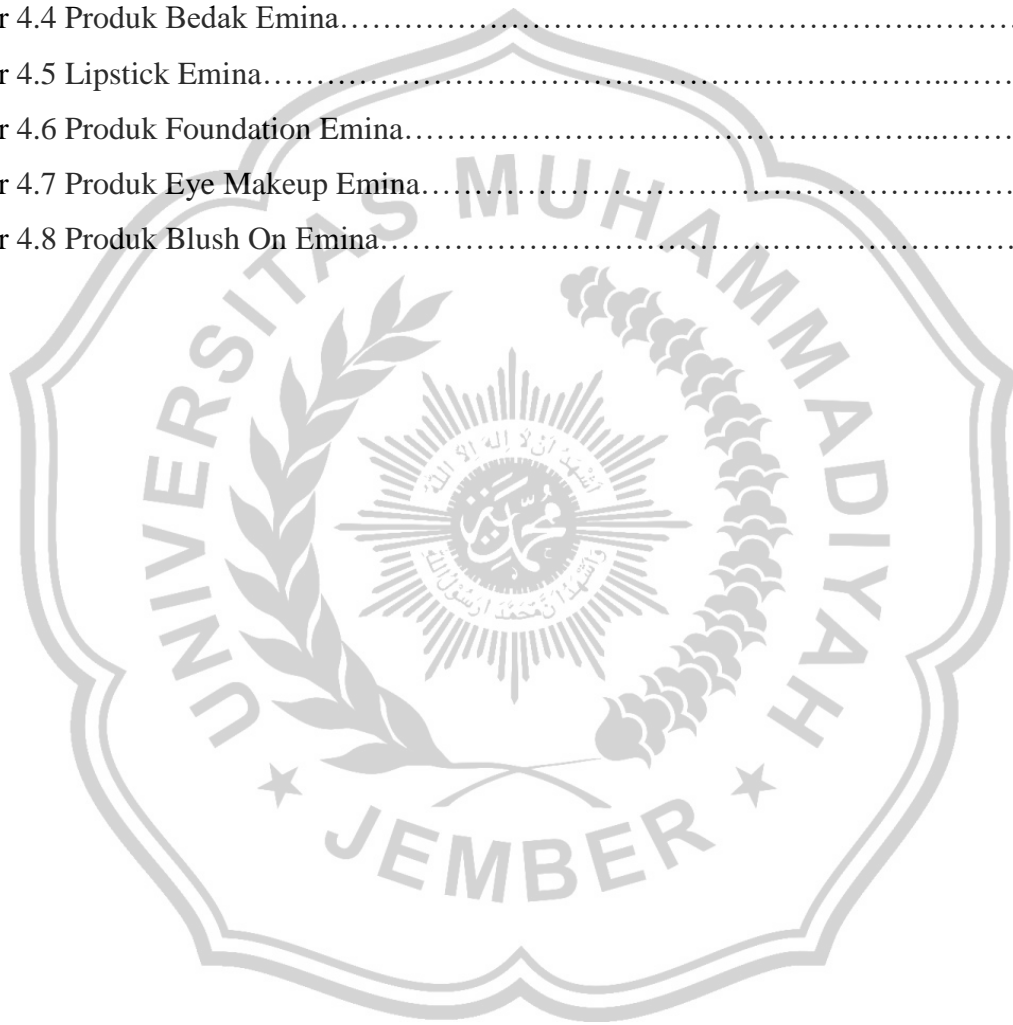 r 4.4 Produk Bedak Emina……………………………………………….………
r 4.5 Lipstick Emina…………………………………………………………..……
r 4.6 Produk Foundation Emina……………………………………………...……
r 4.7 Produk Eye Makeup Emina…………………………………………......……
r 4.8 Produk Blush On Emina…………………………………………………………
UNIVERSITAS MUHAMMADIYAH
JEMBER